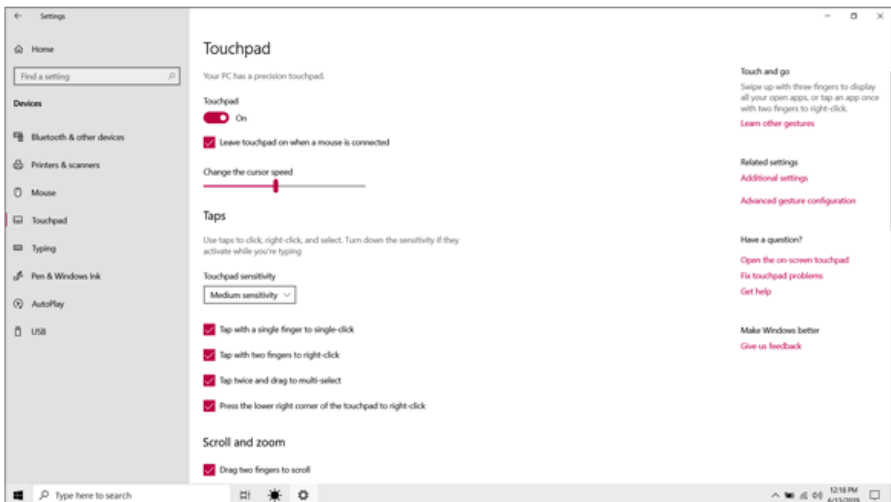 Settings
Home
Find a setting
Devices
Bluetooth & other devices
Printers & scanners
Mouse
Touchpad
Typing
Pen & Windows Ink
AutoPlay
USB
Touchpad
Your PC has a precision touchpad.
Touchpad
On
Leave touchpad on when a mouse is connected
Change the cursor speed
Taps
Use taps to click, right-click, and select. Turn down the sensitivity if they
activate while you're typing
Touchpad sensitivity
Medium sensitivity
Tap with a single finger to single-click
Tap with two fingers to right-click
Tap twice and drag to multi-select
Press the lower right corner of the touchpad to right-click
Scroll and zoom
Drag two fingers to scroll
Touch and go
Swipe up with three fingers to display
all your open apps, or tap an app once
with two fingers to right-click.
Learn other gestures
Related settings
Additional settings
Advanced gesture configuration
Have a question?
Open the on-screen touchpad
Fix touchpad problems
Get help
Make Windows better
Give us feedback
Type here to search
12:18 PM
6/13/2019